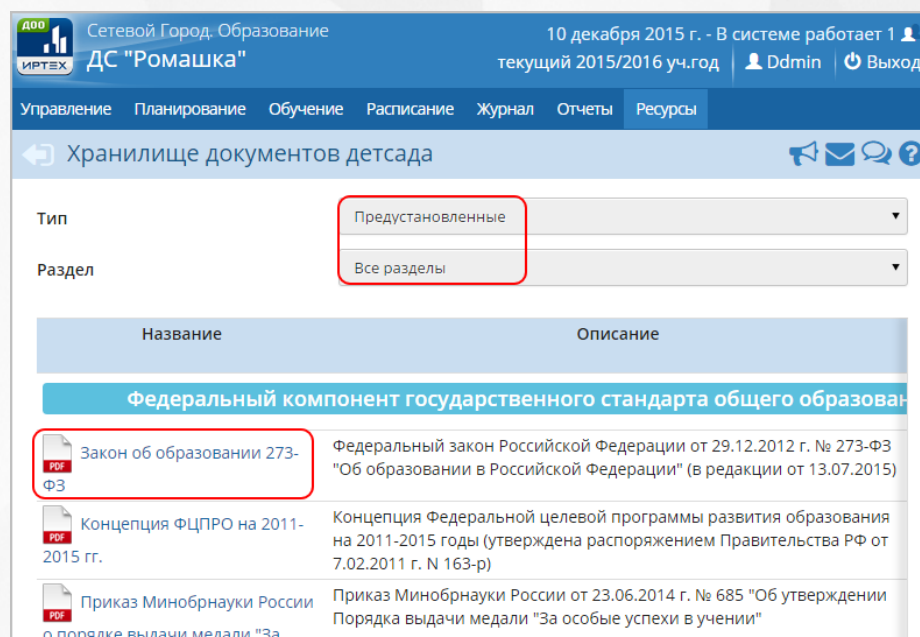 ДОО
ИРТЕХ
Сетевой Город. Образование
ДС "Ромашка"
10 декабря 2015 г. - В системе работает 1
текущий 2015/2016 уч.год Ddmin Выход
Управление Планирование Обучение Расписание Журнал Отчеты Ресурсы
Хранилище документов детсада
Тип Предустановленные
Раздел Все разделы
Название Описание
Федеральный компонент государственного стандарта общего образован
PDF
Закон об образовании 273-
ФЗ
Федеральный закон Российской Федерации от 29.12.2012 г. № 273-ФЗ
"Об образовании в Российской Федерации" (в редакции от 13.07.2015)
PDF
Концепция ФЦПРО на 2011-
2015 гг.
Концепция Федеральной целевой программы развития образования
на 2011-2015 годы (утверждена распоряжением Правительства РФ от
7.02.2011 г. N 163-р)
PDF
Приказ Минобрнауки России
о порядке выдачи медали "За
Приказ Минобрнауки России от 23.06.2014 г. № 685 "Об утверждении
Порядка выдачи медали "За особые успехи в учении"